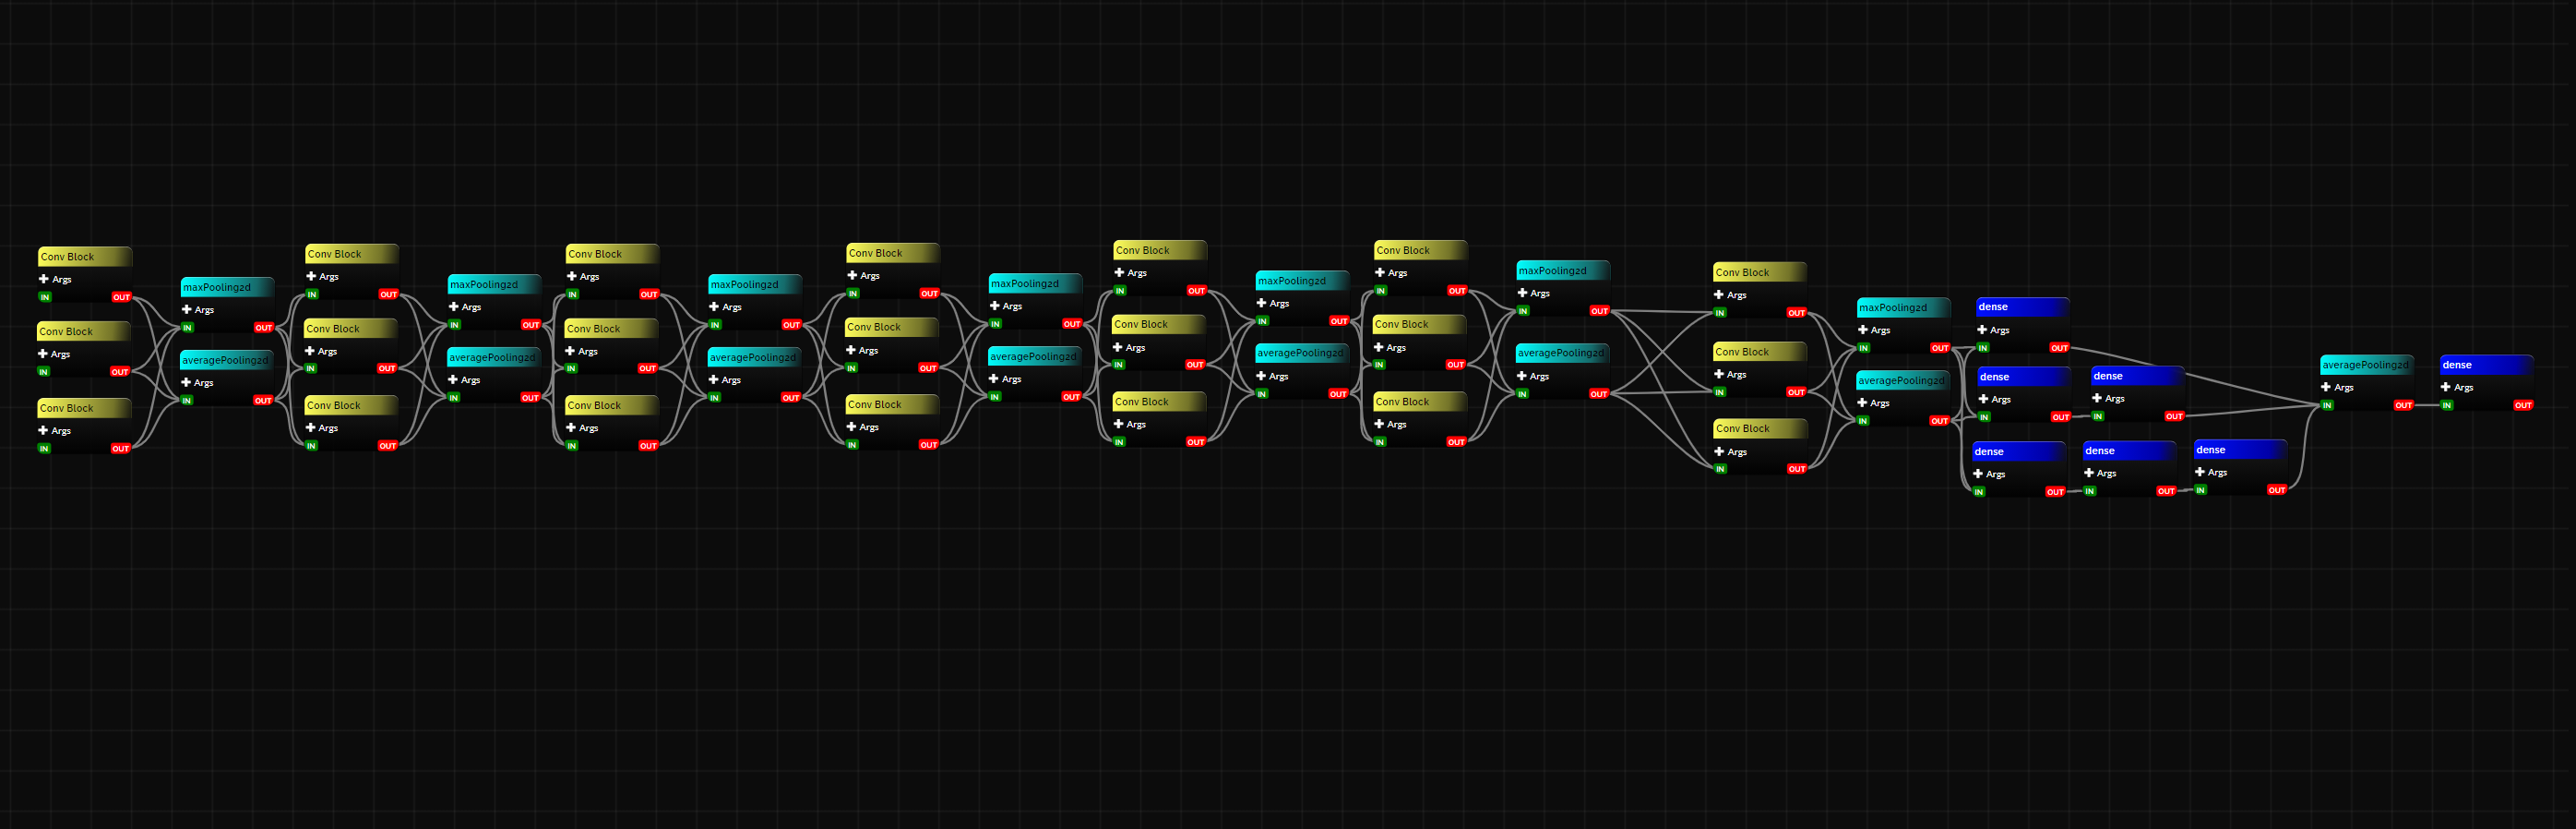 Conv Block
+ Args
IN OUT
Conv Block
+ Args
IN OUT
Conv Block
+ Args
IN OUT
maxPooling2d
+ Args
IN OUT
averagePooling2d
+ Args
IN OUT
Conv Block
+ Args
IN OUT
Conv Block
+ Args
IN OUT
Conv Block
+ Args
IN OUT
maxPooling2d
+ Args
IN OUT
averagePooling2d
+ Args
IN OUT
Conv Block
+ Args
IN OUT
Conv Block
+ Args
IN OUT
Conv Block
+ Args
IN OUT
maxPooling2d
+ Args
IN OUT
averagePooling2d
+ Args
IN OUT
Conv Block
+ Args
IN OUT
Conv Block
+ Args
IN OUT
Conv Block
+ Args
IN OUT
maxPooling2d
+ Args
IN OUT
averagePooling2d
+ Args
IN OUT
Conv Block
+ Args
IN OUT
Conv Block
+ Args
IN OUT
Conv Block
+ Args
IN OUT
maxPooling2d
+ Args
IN OUT
averagePooling2d
+ Args
IN OUT
Conv Block
+ Args
IN OUT
Conv Block
+ Args
IN OUT
Conv Block
+ Args
IN OUT
maxPooling2d
+ Args
IN OUT
averagePooling2d
+ Args
IN OUT
Conv Block
+ Args
IN OUT
Conv Block
+ Args
IN OUT
Conv Block
+ Args
IN OUT
maxPooling2d
+ Args
IN OUT
averagePooling2d
+ Args
IN OUT
dense
+ Args
IN OUT
dense
+ Args
IN OUT
dense
+ Args
IN OUT
dense
+ Args
IN OUT
dense
+ Args
IN OUT
dense
+ Args
IN OUT
averagePooling2d
+ Args
IN OUT
dense
+ Args
IN OUT